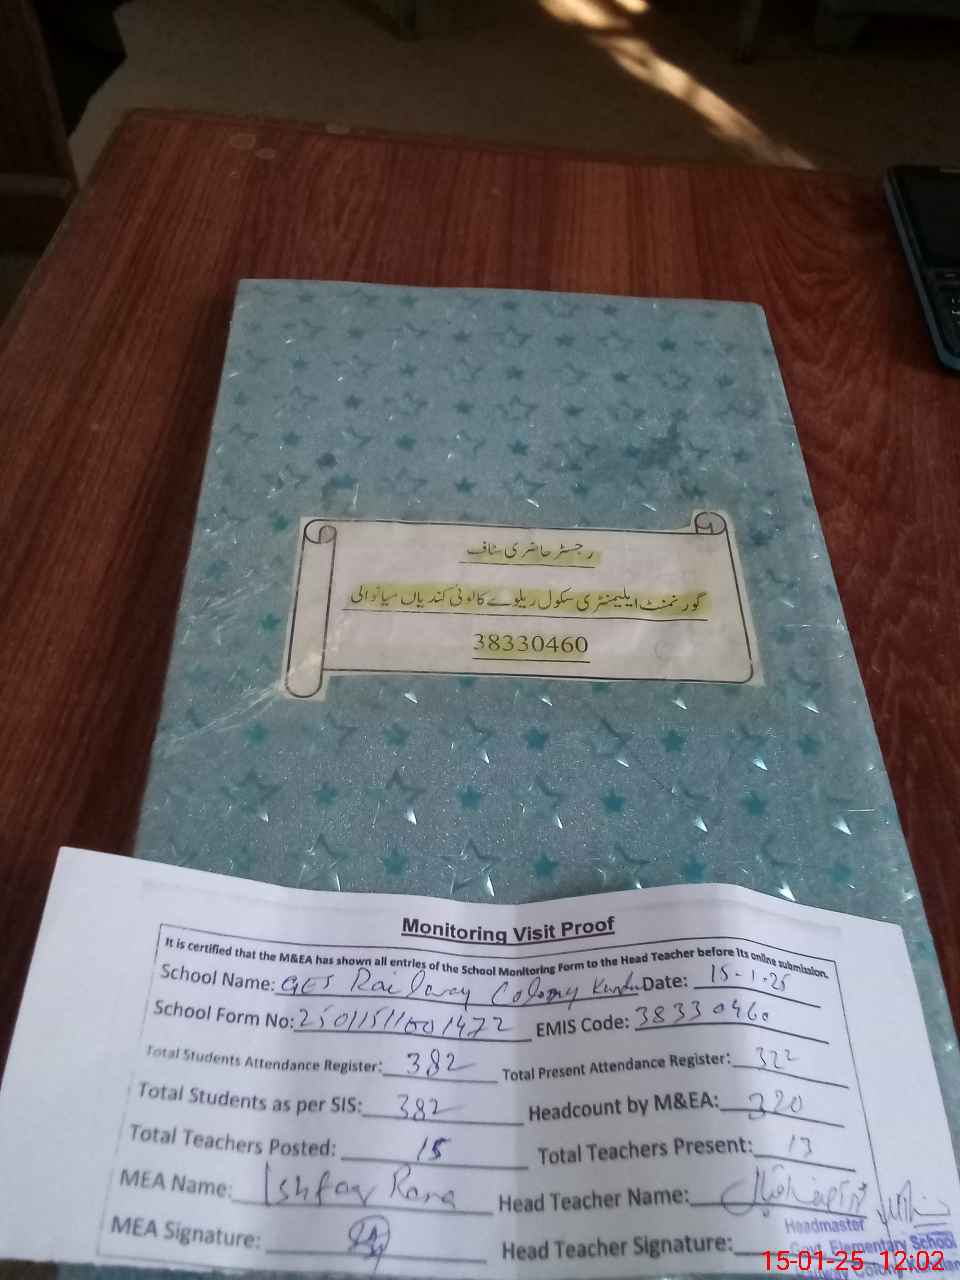 رجسٹر حاضری سٹاف
گورنمنٹ ایلیمنٹری سکول ریلوے کالونی کندیاں میانوالی
38330460
Monitoring Visit Proof
It is certified that the M&EA has shown all entries of the School Monitoring Form to the Head Teacher before its online submission.
School Name: GES Railway Colony Date: 15-1-25
School Form No: EMIS Code: 38330460
Total Students Attendance Register: 382 Total Present Attendance Register: 322
Total Students as per SIS: 382 Headcount by M&EA: 320
Total Teachers Posted: 15 Total Teachers Present: 13
MEA Name: Ishfaq Rana Head Teacher Name:
MEA Signature: Head Teacher Signature:
Headmaster
Govt. Elementary School
15-01-25 12:02